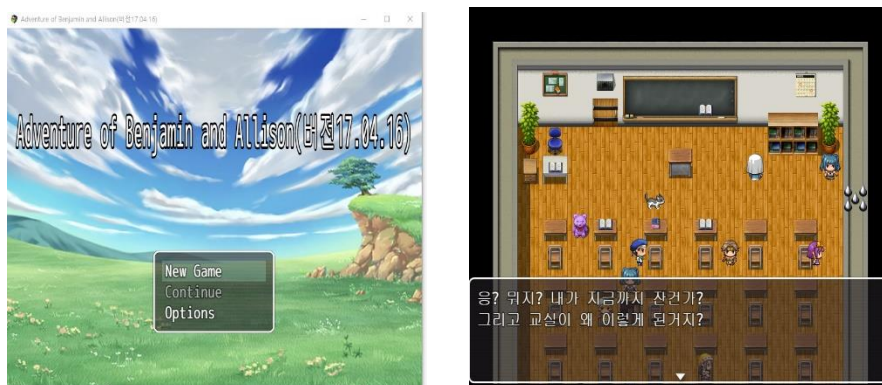 Adventure of Benjamin and Allison(버전17.04.16)
Adventure of Benjamin and Allison(버전17.04.16)
New Game
Continue
Options
응? 뭐지? 내가 지금까지 잔건가?
그리고 교실이 왜 이렇게 된거지?